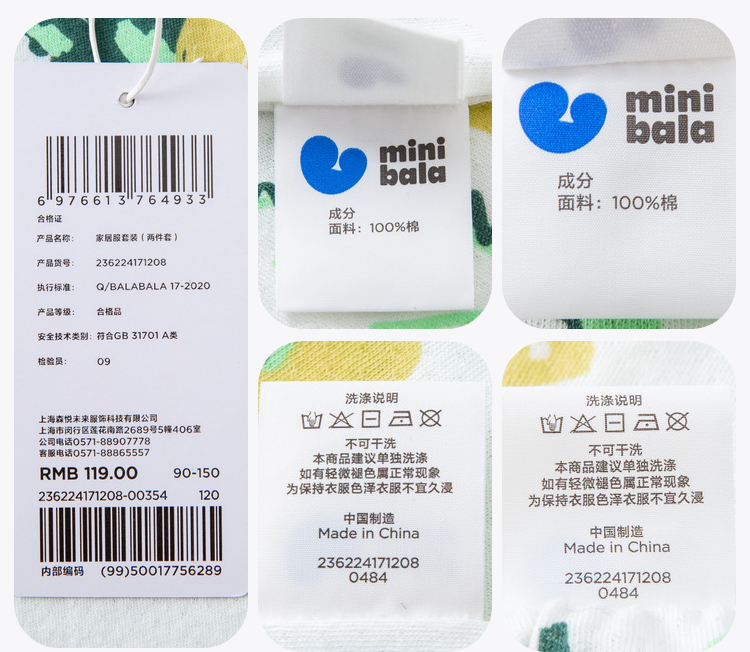 6 976613 764933
合格证
产品名称: 家居服套装（两件套）
产品货号: 236224171208
执行标准: Q/BALABALA 17-2020
产品等级: 合格品
安全技术类别: 符合GB 31701 A类
检验员: 09
上海森悦未来服饰科技有限公司
上海市闵行区莲花南路2689号5幢406室
公司电话0571-88907778
客服电话0571-88865557
RMB 119.00 90-150
236224171208-00354 120
内部编码 (99)50017756289
mini
bala
成分
面料：100%棉
mini
bala
成分
面料：100%棉
洗涤说明
不可干洗
本商品建议单独洗涤
如有轻微褪色属正常现象
为保持衣服色泽衣服不宜久浸
中国制造
Made in China
236224171208
0484
洗涤说明
不可干洗
本商品建议单独洗涤
如有轻微褪色属正常现象
为保持衣服色泽衣服不宜久浸
中国制造
Made in China
236224171208
0484